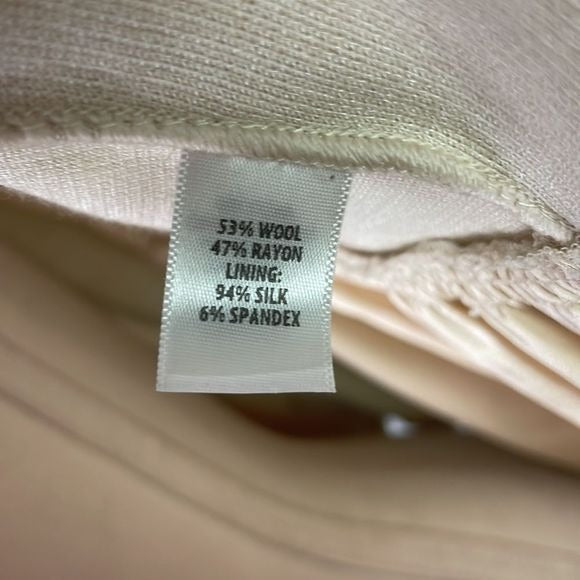 53% WOOL
47% RAYON
LINING:
94% SILK
6% SPANDEX